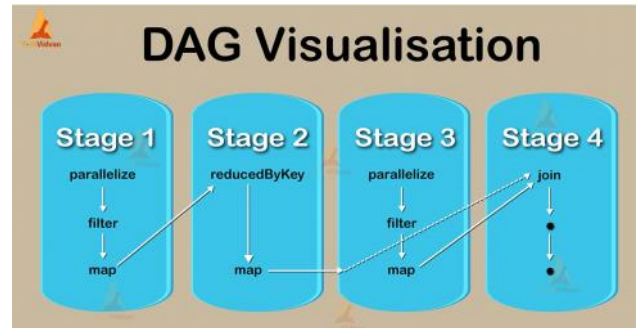 TechVidvan
DAG Visualisation
Stage 1
parallelize
filter
map
Stage 2
reducedByKey
map
Stage 3
parallelize
filter
map
Stage 4
join